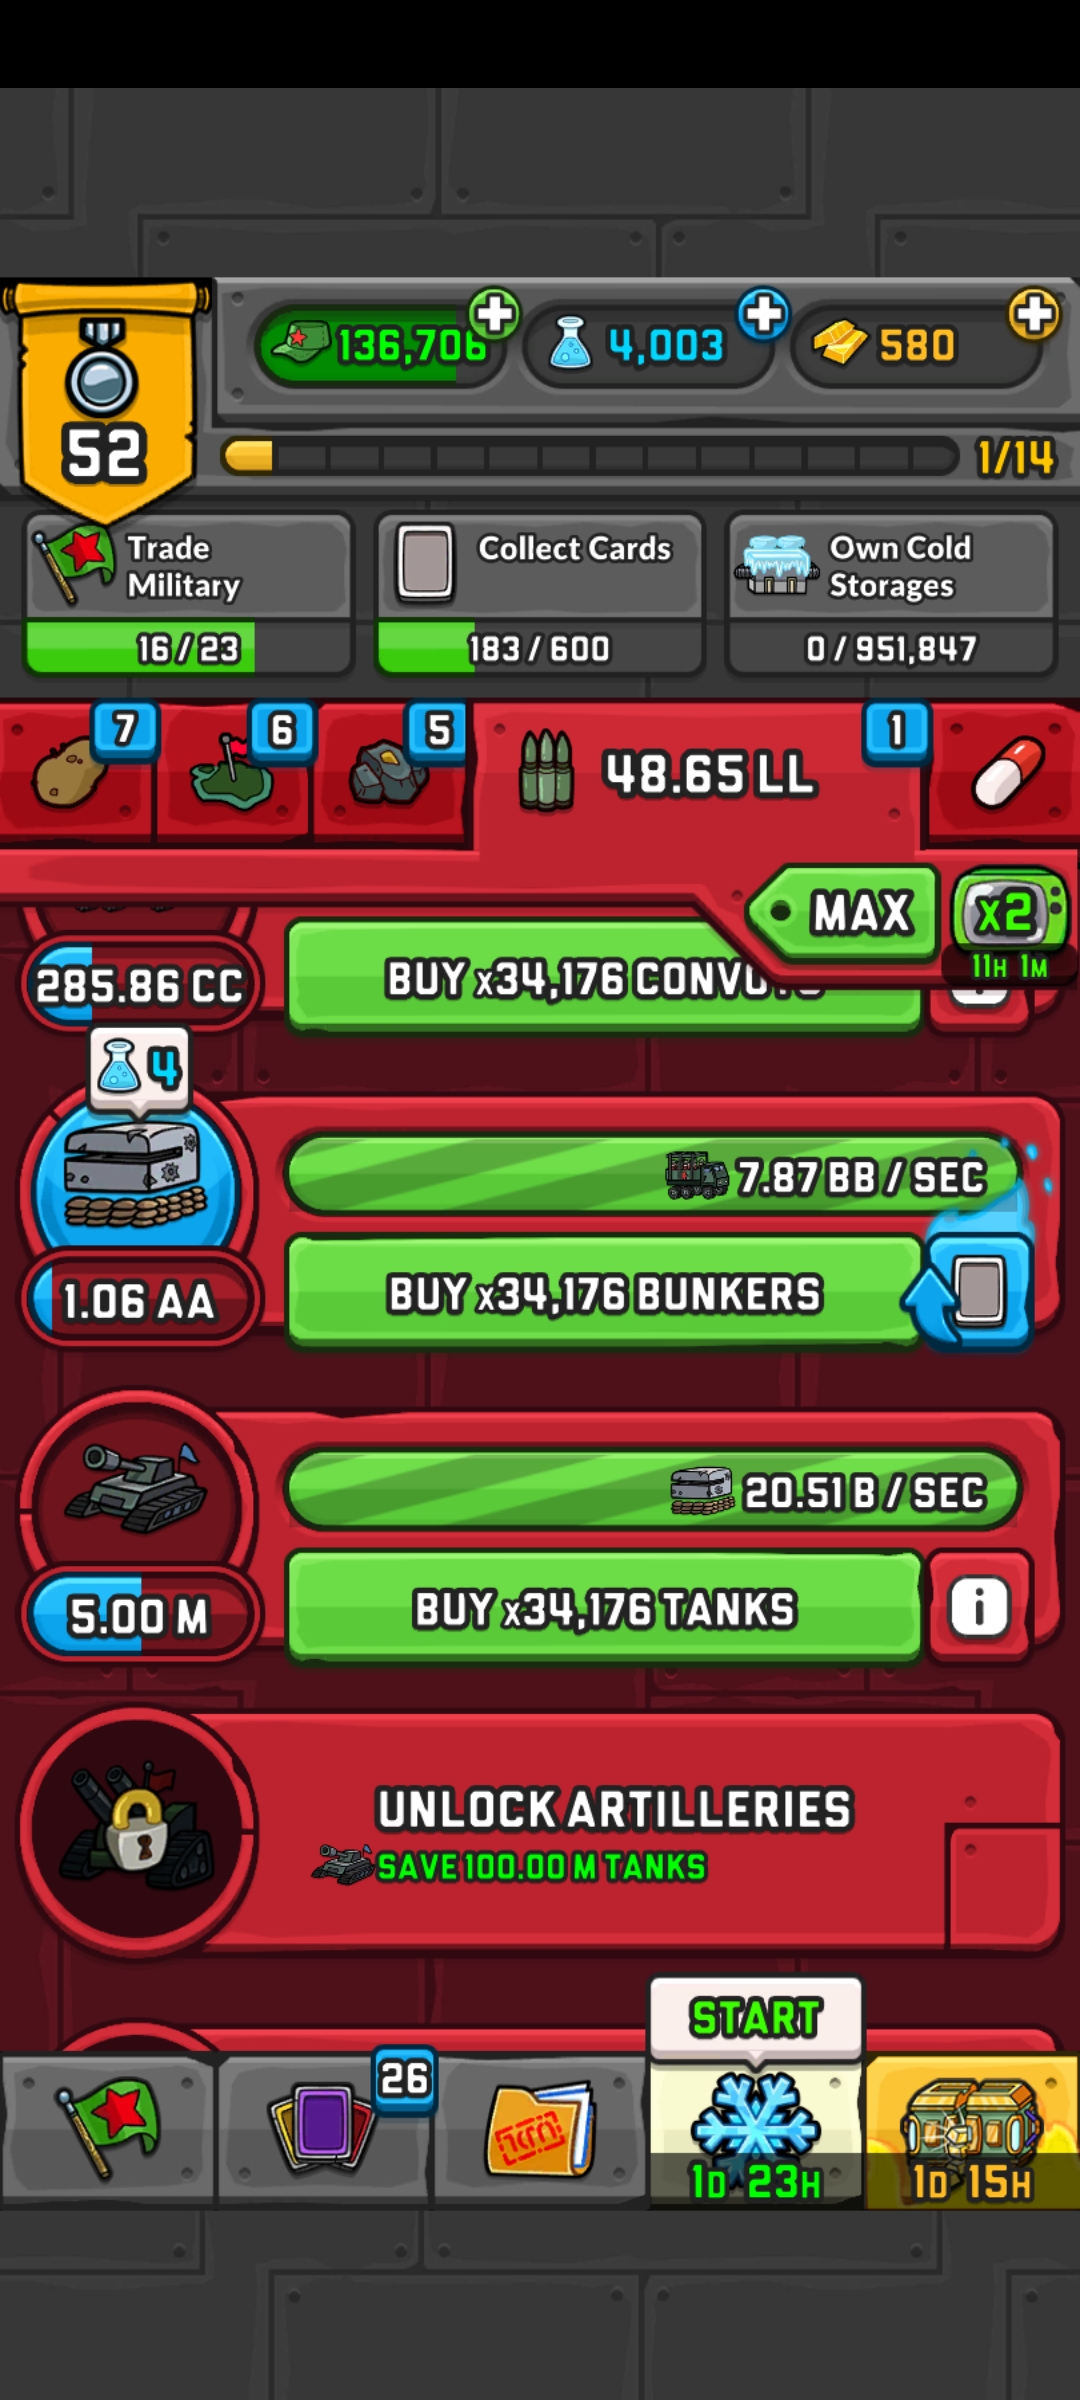 136,706
4,003
580
52
1/14
Trade
Military
16/23
Collect Cards
183/600
Own Cold
Storages
0/951,847
7
6
5
48.65 LL
1
MAX
x2
11H 1M
285.86 CC
BUY x34,176 CONVOYS
4
7.87 BB / SEC
1.06 AA
BUY x34,176 BUNKERS
20.51 B / SEC
5.00 M
BUY x34,176 TANKS
i
UNLOCK ARTILLERIES
SAVE 100.00 M TANKS
START
26
1D 23H
1D 15H